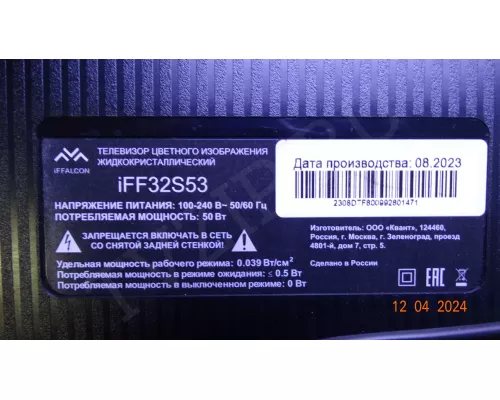 iFFALCON
ТЕЛЕВИЗОР ЦВЕТНОГО ИЗОБРАЖЕНИЯ
ЖИДКОКРИСТАЛЛИЧЕСКИЙ
iFF32S53
НАПРЯЖЕНИЕ ПИТАНИЯ: 100-240 В~ 50/60 Гц
ПОТРЕБЛЯЕМАЯ МОЩНОСТЬ: 50 Вт
ЗАПРЕЩАЕТСЯ ВКЛЮЧАТЬ В СЕТЬ
СО СНЯТОЙ ЗАДНЕЙ СТЕНКОЙ!
Удельная мощность рабочего режима: 0.039 Вт/см²
Потребляемая мощность в режиме ожидания: ≤ 0.5 Вт
Потребляемая мощность в выключенном режиме: 0 Вт
Дата производства: 08.2023
Изготовитель: ООО «Квант», 124460,
Россия, г. Москва, г. Зеленоград, проезд
4801-й, дом 7, стр. 5.
Сделано в России
EAC
12 04 2024